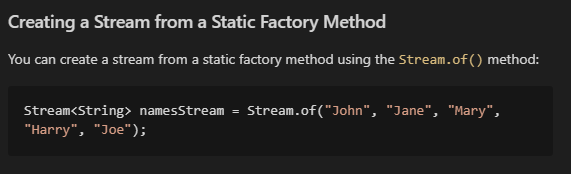 Creating a Stream from a Static Factory Method
You can create a stream from a static factory method using the Stream.of() method:
Stream<String> namesStream = Stream.of("John", "Jane", "Mary",
"Harry", "Joe");